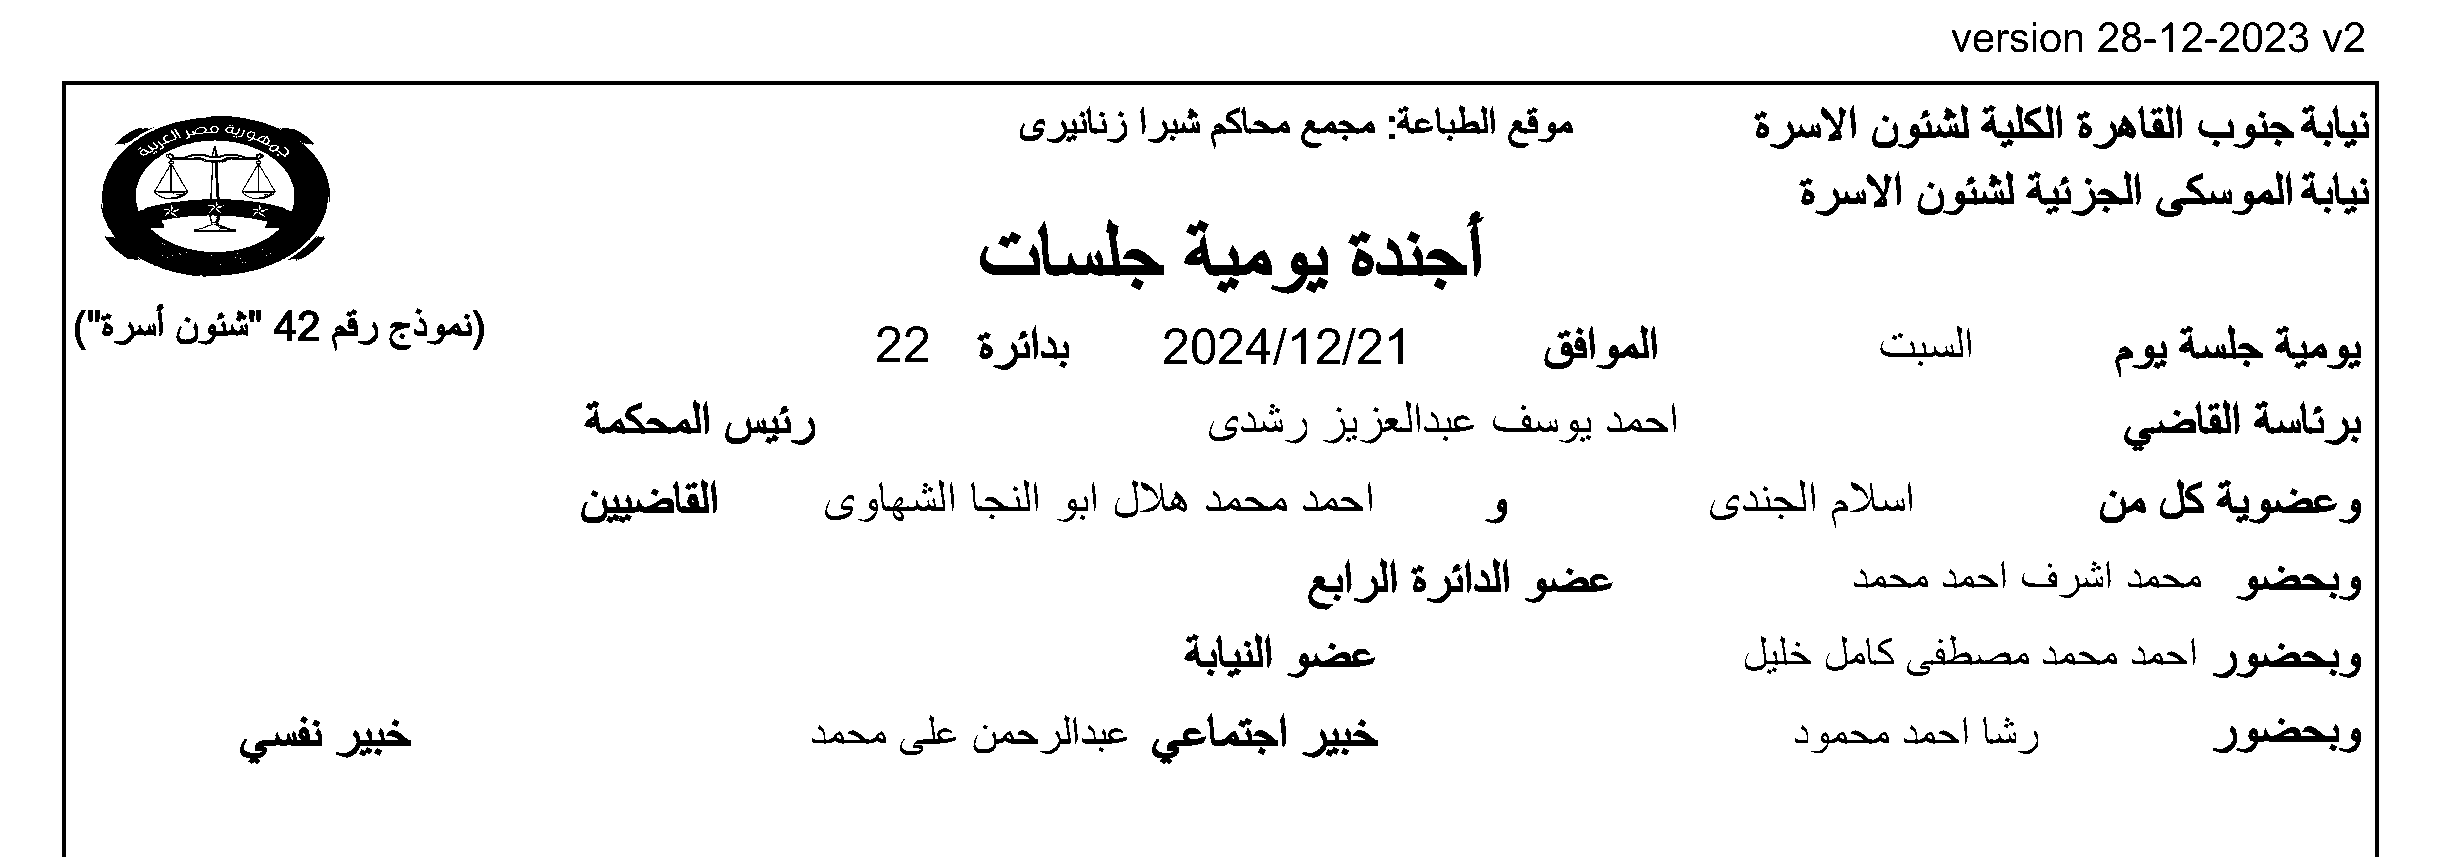 version 28-12-2023 v2
نيابة جنوب القاهرة الكلية لشئون الاسرة موقع الطباعة: مجمع محاكم شبرا زنانيرى
جمهورية مصر العربية
نيابة الموسكى الجزئية لشئون الاسرة
أجندة يومية جلسات
(نموذج رقم 42 "شئون أسرة")
يومية جلسة يوم السبت الموافق 2024/12/21 بدائرة 22
برئاسة القاضي احمد يوسف عبدالعزيز رشدى رئيس المحكمة
وعضوية كل من اسلام الجندى و احمد محمد هلال ابو النجا الشهاوى القاضيين
وبحضو محمد اشرف احمد محمد عضو الدائرة الرابع
وبحضور احمد محمد مصطفى كامل خليل عضو النيابة
وبحضور رشا احمد محمود خبير اجتماعي عبدالرحمن على محمد خبير نفسي